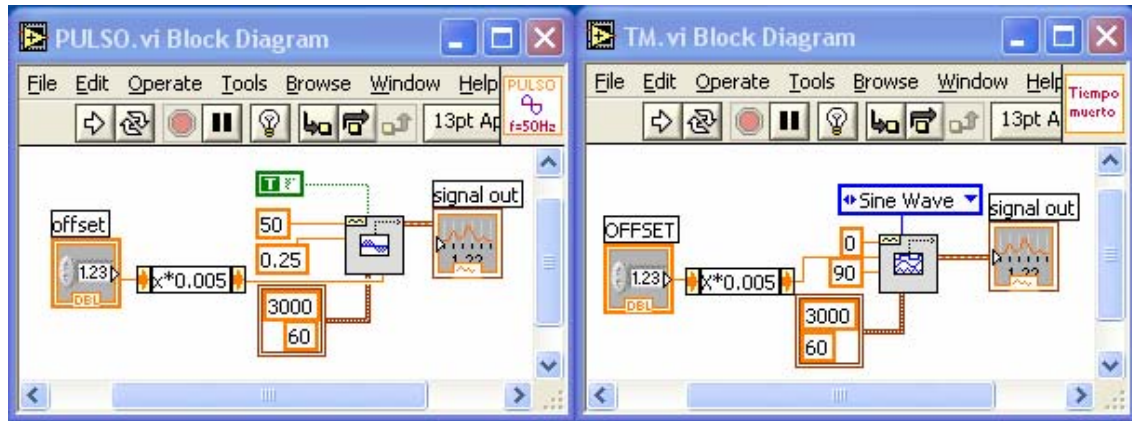 PULSO.vi Block Diagram
File Edit Operate Tools Browse Window Help
PULSO
f=50Hz
13pt Ap
offset
1.23
DBL
x*0.005
T
50
0.25
3000
60
signal out
1.23
TM.vi Block Diagram
File Edit Operate Tools Browse Window Help
Tiempo
muerto
13pt A
OFFSET
1.23
DBL
x*0.005
Sine Wave
0
90
3000
60
signal out
1.23